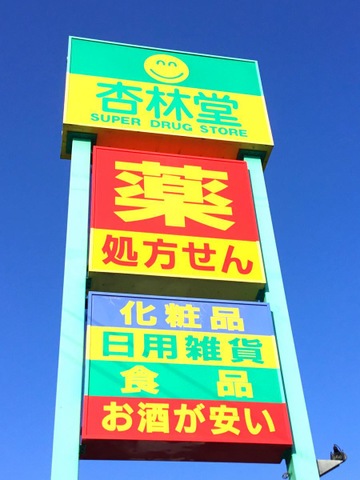 杏林堂
SUPER DRUG STORE
薬
処方せん
化粧品
日用雑貨
食品
お酒が安い